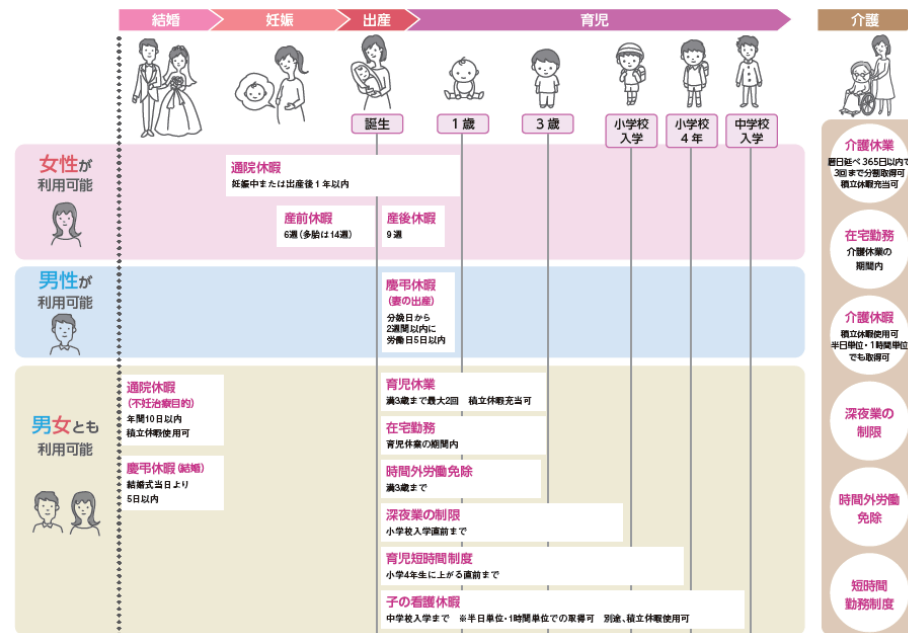 結婚
妊娠
出産
育児
介護
誕生
1歳
3歳
小学校
入学
小学校
4年
中学校
入学
女性が
利用可能
通院休暇
妊娠中または出産後1年以内
産前休暇
6週(多胎は14週)
産後休暇
9週
男性が
利用可能
慶弔休暇
(妻の出産)
分娩日から
2週間以内に
労働日5日以内
男女とも
利用可能
通院休暇
(不妊治療目的)
年間10日以内
積立休暇使用可
慶弔休暇(結婚)
結婚式当日より
5日以内
育児休業
満3歳まで最大2回 積立休暇充当可
在宅勤務
育児休業の期間内
時間外労働免除
満3歳まで
深夜業の制限
小学校入学直前まで
育児短時間制度
小学4年生に上がる直前まで
子の看護休暇
中学校入学まで ※半日単位・1時間単位での取得可 別途、積立休暇使用可
介護休業
暦日延べ365日以内で
3回まで分割取得可
積立休暇充当可
在宅勤務
介護休業の
期間内
介護休暇
積立休暇使用可
半日単位・1時間単位
でも取得可
深夜業の
制限
時間外労働
免除
短時間
勤務制度